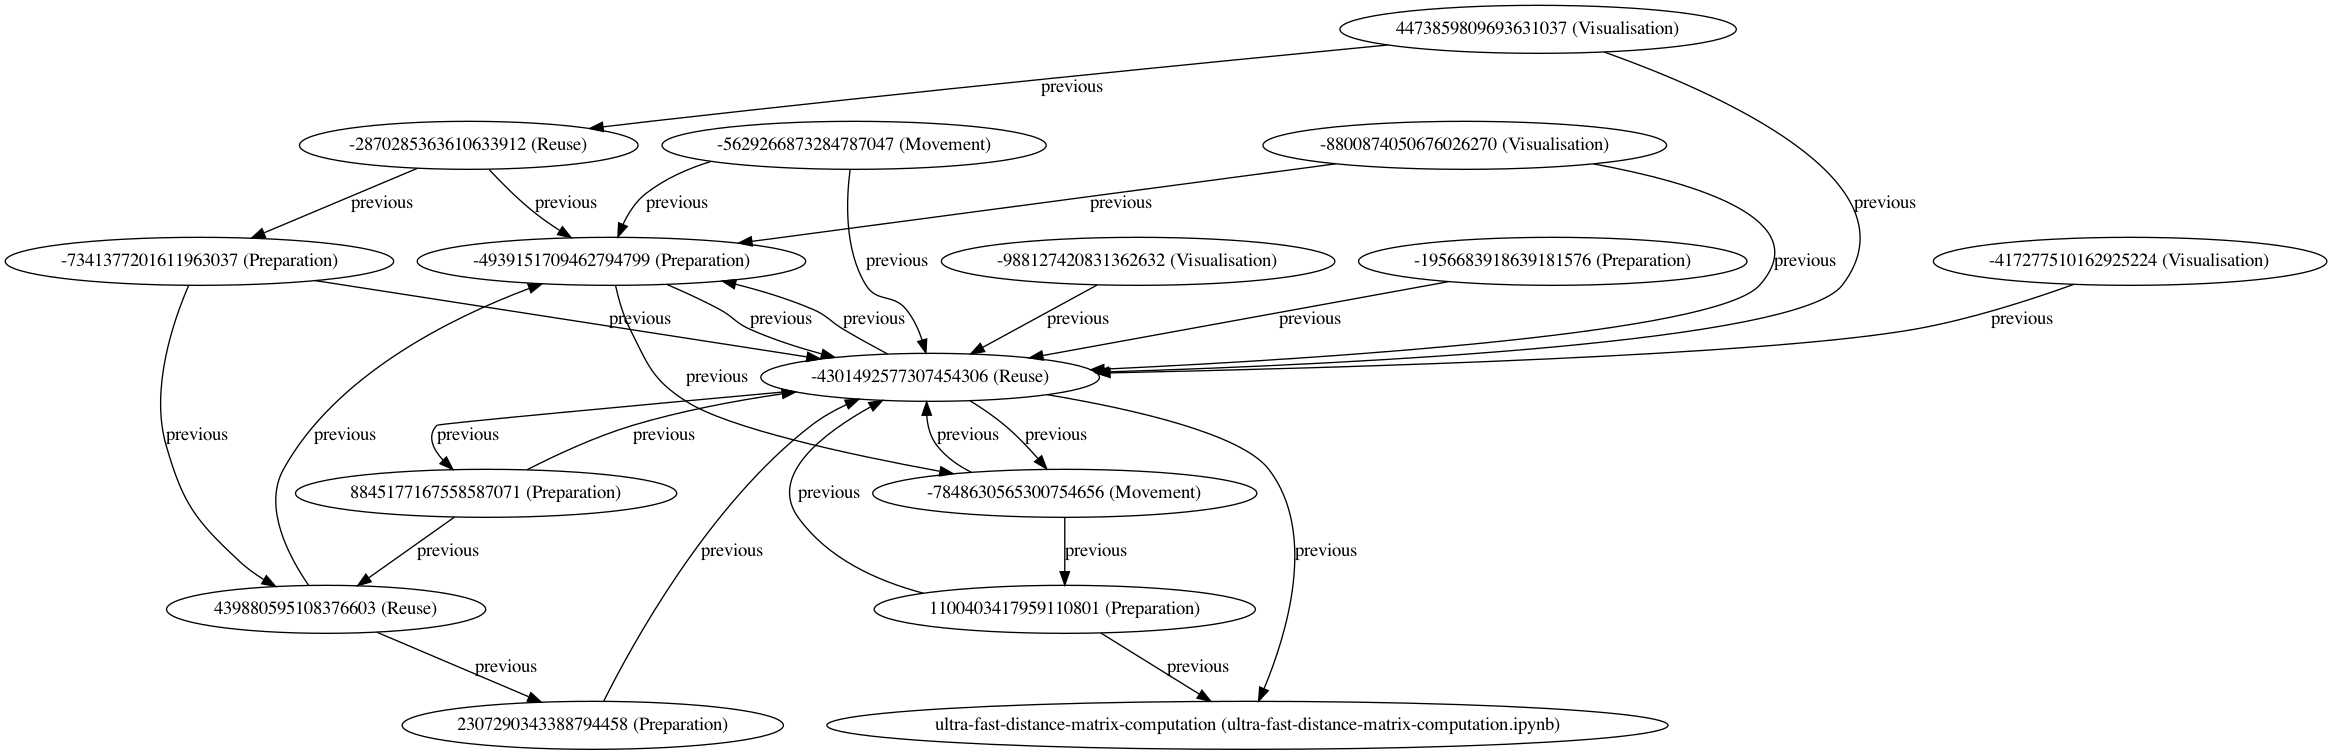 4473859809693631037 (Visualisation)
previous
-2870285363610633912 (Reuse)
-5629266873284787047 (Movement)
-8800874050676026270 (Visualisation)
previous
previous
previous
previous
previous
-7341377201611963037 (Preparation)
-4939151709462794799 (Preparation)
-988127420831362632 (Visualisation)
-1956683918639181576 (Preparation)
-417277510162925224 (Visualisation)
previous
previous
previous
previous
previous
previous
previous
previous
previous
-4301492577307454306 (Reuse)
previous
previous
previous
previous
previous
previous
previous
8845177167558587071 (Preparation)
-7848630565300754656 (Movement)
previous
previous
previous
previous
previous
439880595108376603 (Reuse)
1100403417959110801 (Preparation)
previous
previous
2307290343388794458 (Preparation)
ultra-fast-distance-matrix-computation (ultra-fast-distance-matrix-computation.ipynb)